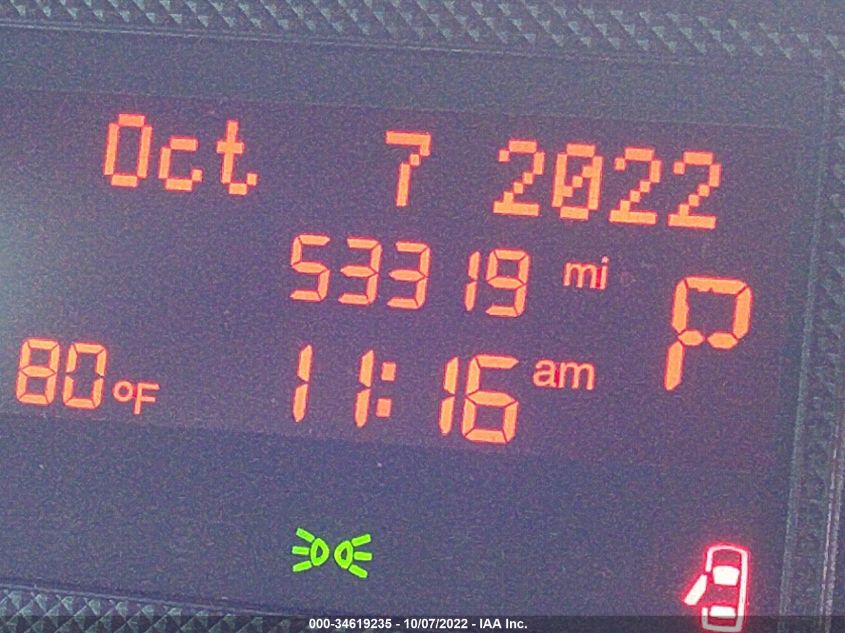 Oct 7 2022
53319 mi
P
80°F 11:16 am
000-34619235 - 10/07/2022 - IAA Inc.